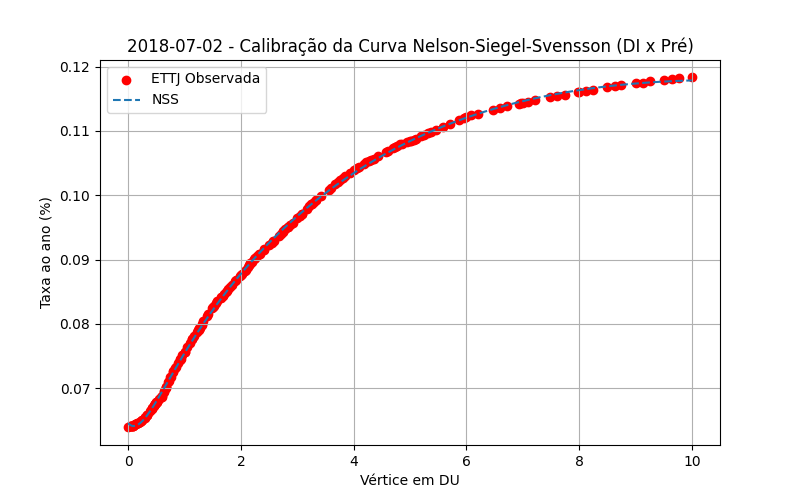 2018-07-02 - Calibração da Curva Nelson-Siegel-Svensson (DI x Pré)
ETTJ Observada
NSS
Taxa ao ano (%)
0.12
0.11
0.10
0.09
0.08
0.07
0 2 4 6 8 10
Vértice em DU